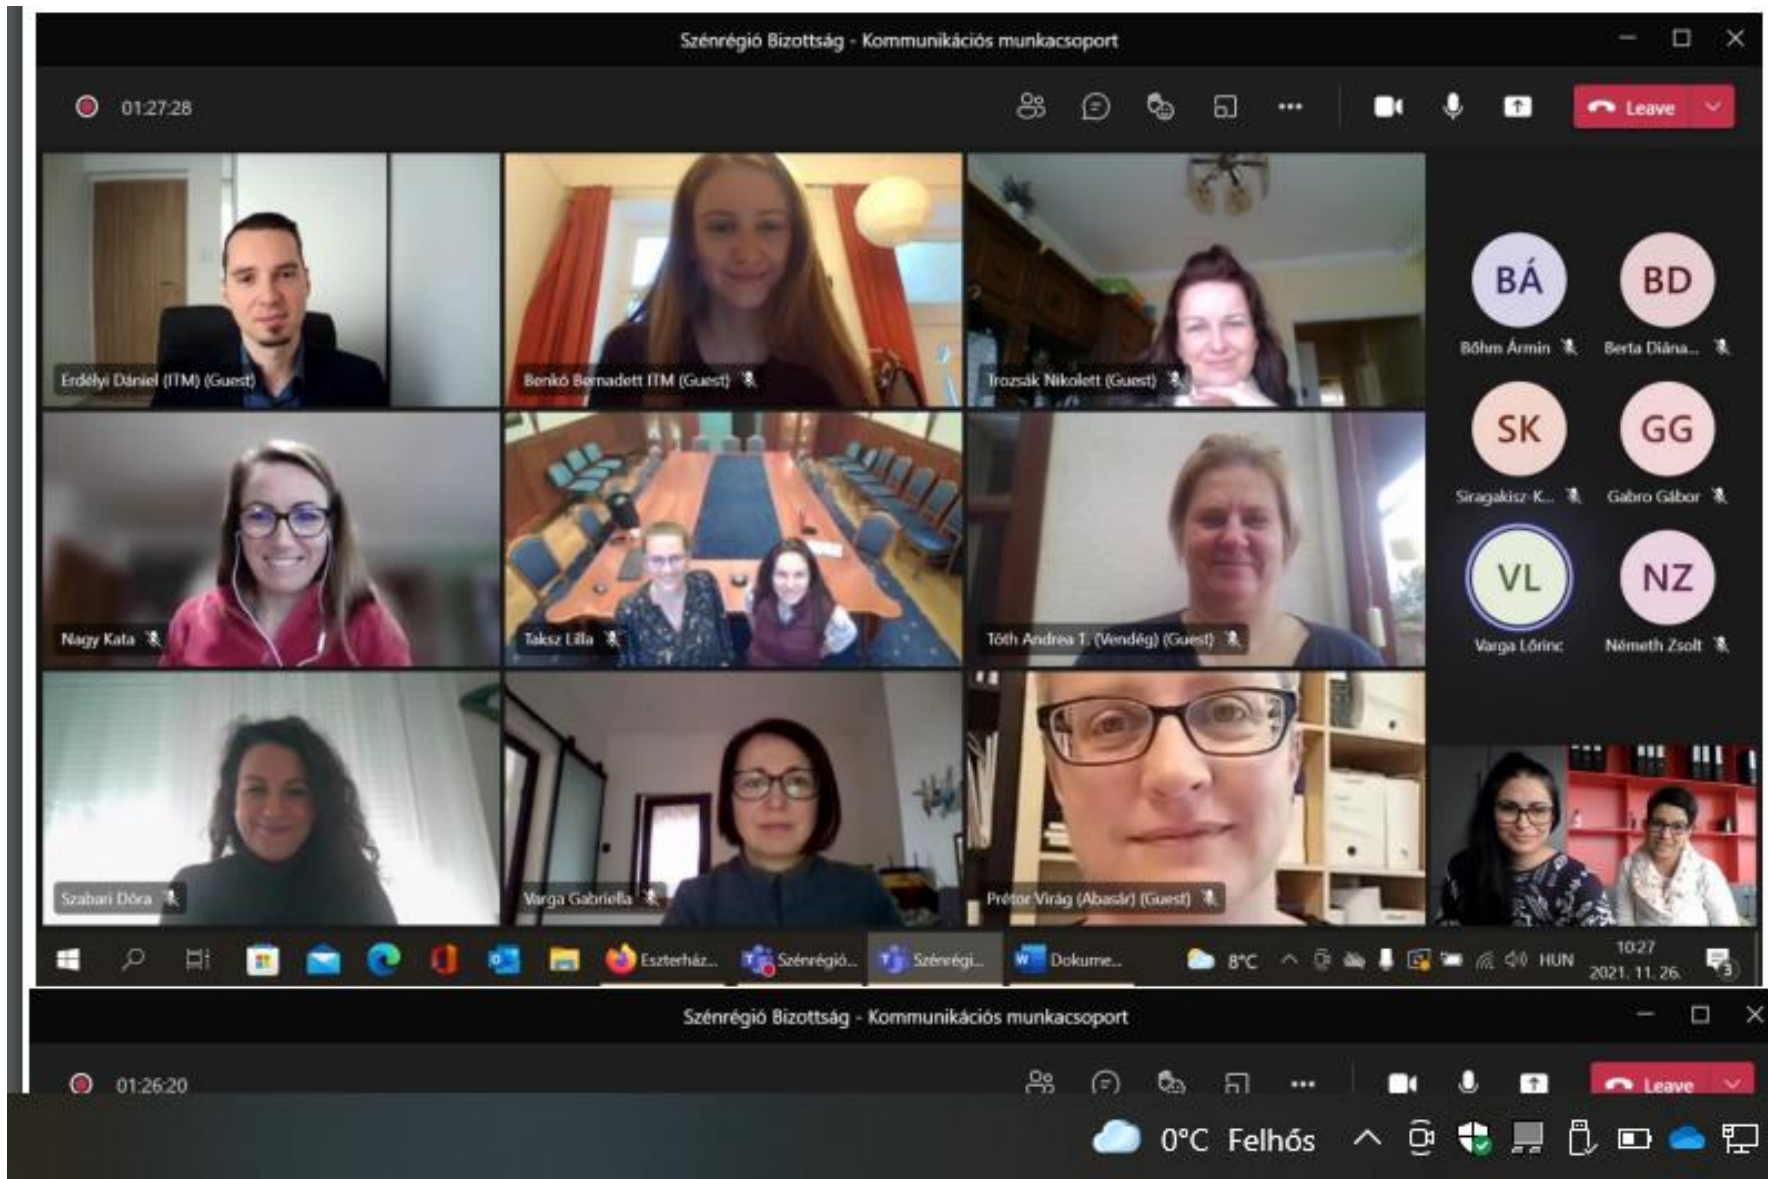 Szénrégió Bizottság - Kommunikációs munkacsoport
01:27:28
Leave
Erdélyi Dániel (ITM) (Guest)
Benkó Bernadett ITM (Guest)
Trozsák Nikolett (Guest)
BÁ
BD
Bőhm Ármin
Berta Diána...
SK
GG
Siragakisz-K...
Gabro Gábor
Nagy Kata
Taksz Lilla
Tóth Andrea T. (Vendég) (Guest)
VL
NZ
Varga Lőrinc
Németh Zsolt
Szabari Dóra
Varga Gabriella
Prétor Virág (Abasár) (Guest)
Eszterház...
Szénrégió...
Szénrégi...
Dokume...
8°C
HUN
10:27
2021. 11. 26.
3
Szénrégió Bizottság - Kommunikációs munkacsoport
01:26:20
Leave
0°C Felhős